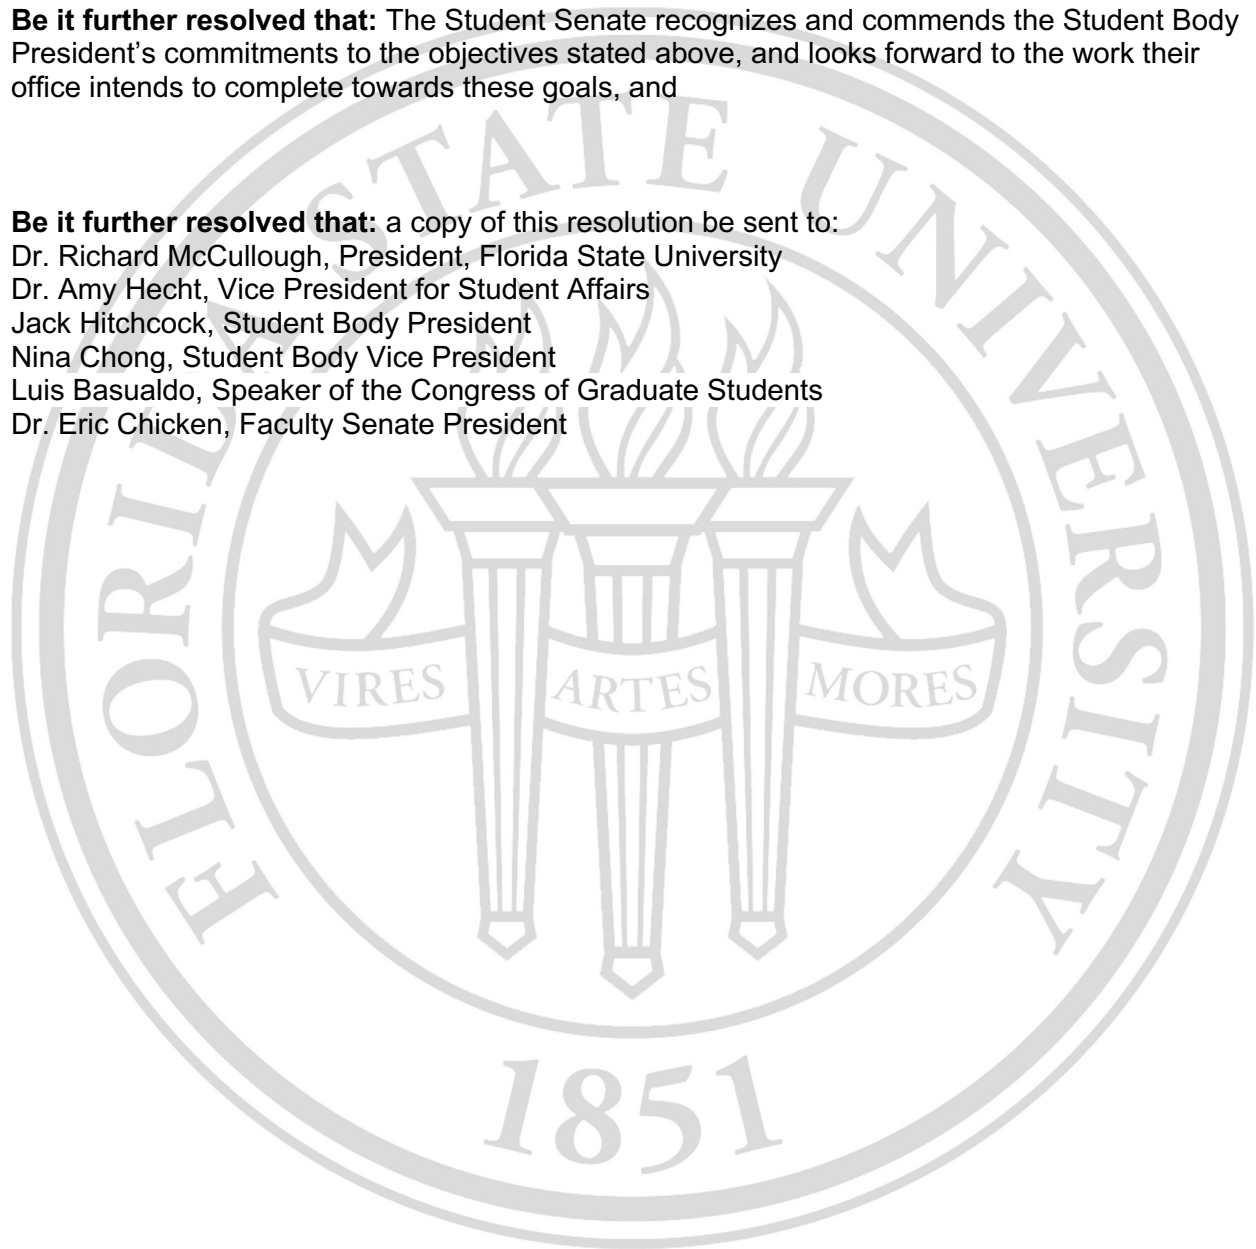 Be it further resolved that: The Student Senate recognizes and commends the Student Body
President’s commitments to the objectives stated above, and looks forward to the work their
office intends to complete towards these goals, and
Be it further resolved that: a copy of this resolution be sent to:
Dr. Richard McCullough, President, Florida State University
Dr. Amy Hecht, Vice President for Student Affairs
Jack Hitchcock, Student Body President
Nina Chong, Student Body Vice President
Luis Basualdo, Speaker of the Congress of Graduate Students
Dr. Eric Chicken, Faculty Senate President
FLORIDA STATE UNIVERSITY
VIRES ARTES MORES
1851